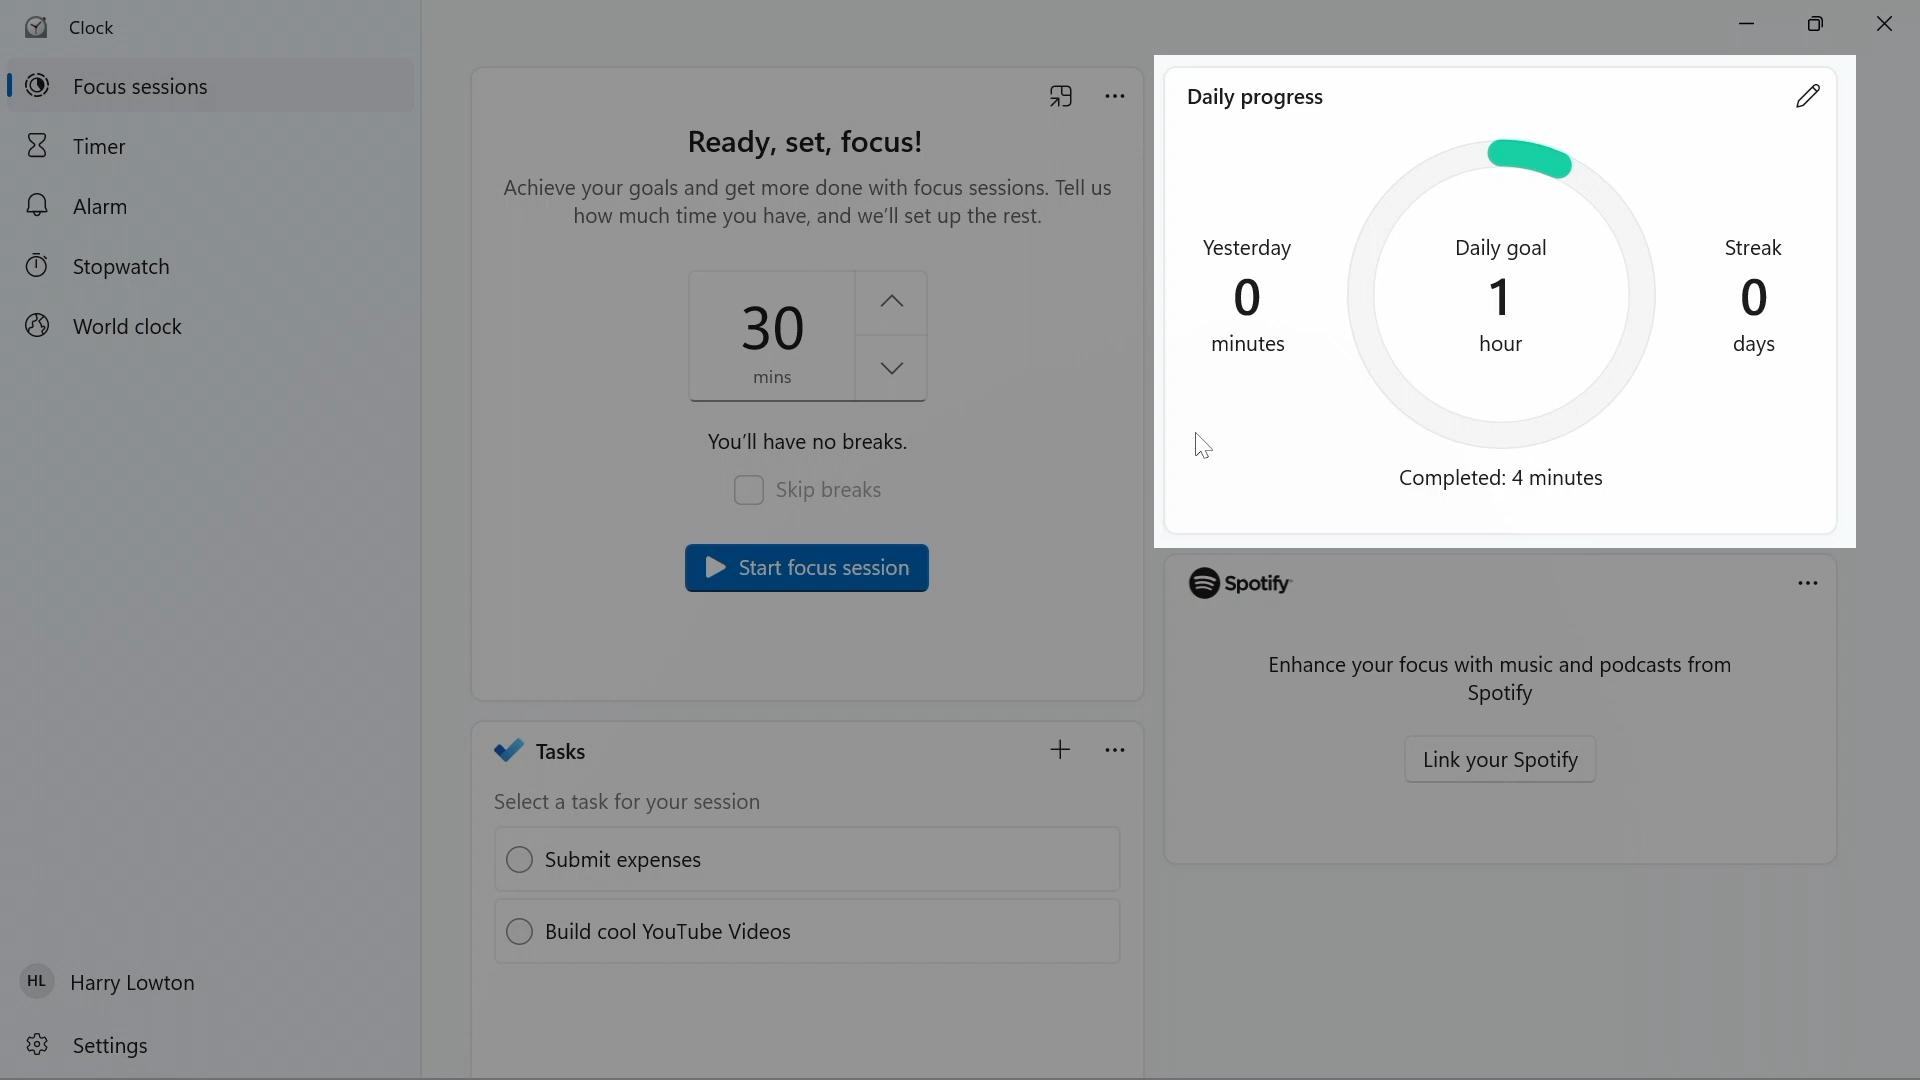 Clock
Focus sessions
Timer
Alarm
Stopwatch
World clock
Harry Lowton
HL
Settings
Ready, set, focus!
Achieve your goals and get more done with focus sessions. Tell us
how much time you have, and we'll set up the rest.
30
mins
You'll have no breaks.
Skip breaks
Start focus session
Tasks
Select a task for your session
Submit expenses
Build cool YouTube Videos
Daily progress
Yesterday
0
minutes
Daily goal
1
hour
Streak
0
days
Completed: 4 minutes
Spotify
Enhance your focus with music and podcasts from
Spotify
Link your Spotify